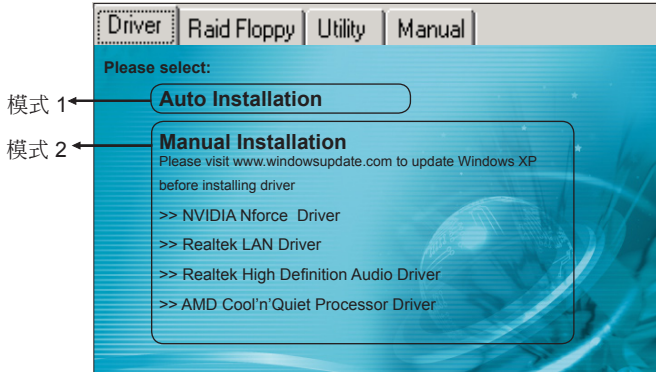 Driver Raid Floppy Utility Manual
Please select:
模式 1
Auto Installation
模式 2
Manual Installation
Please visit www.windowsupdate.com to update Windows XP
before installing driver
>> NVIDIA Nforce Driver
>> Realtek LAN Driver
>> Realtek High Definition Audio Driver
>> AMD Cool'n'Quiet Processor Driver